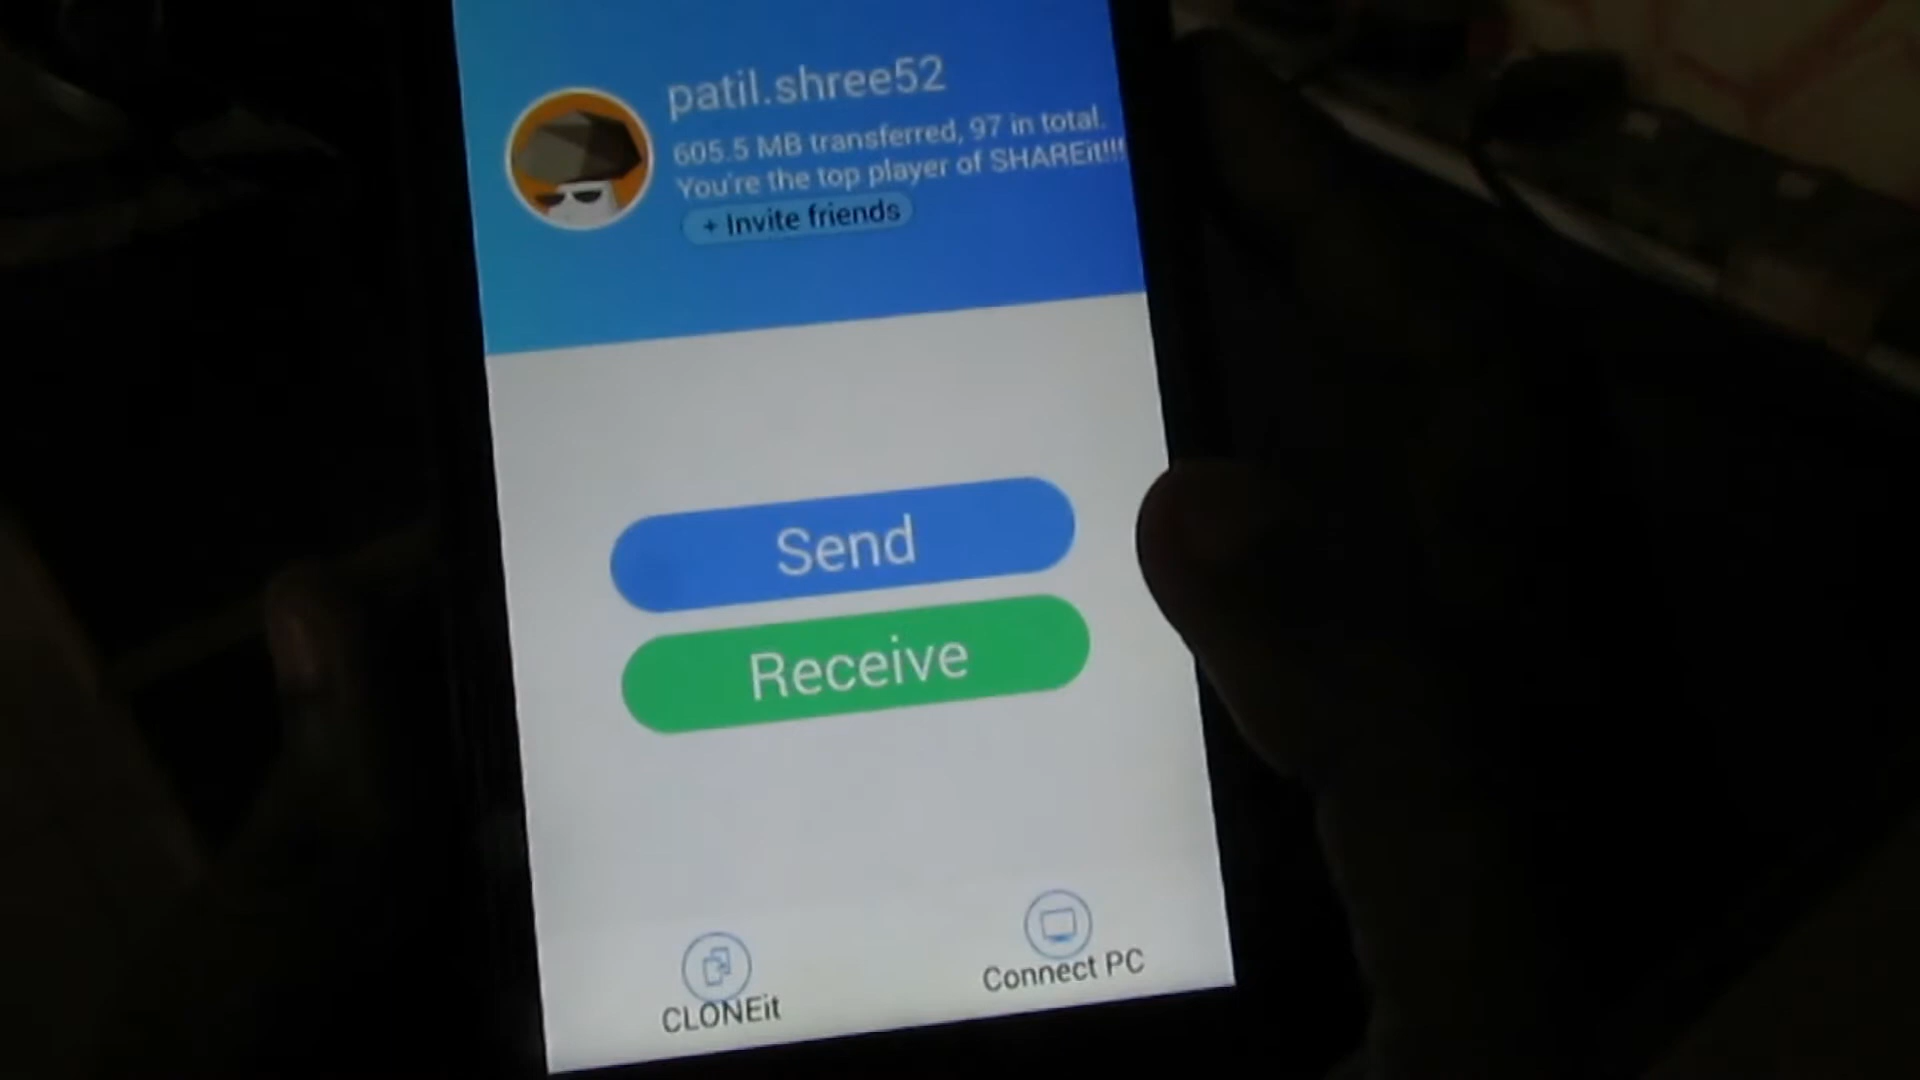 patil.shree52
605.5 MB transferred, 97 in total.
You're the top player of SHAREit!!!
+ Invite friends
Send
Receive
CLONEit
Connect PC